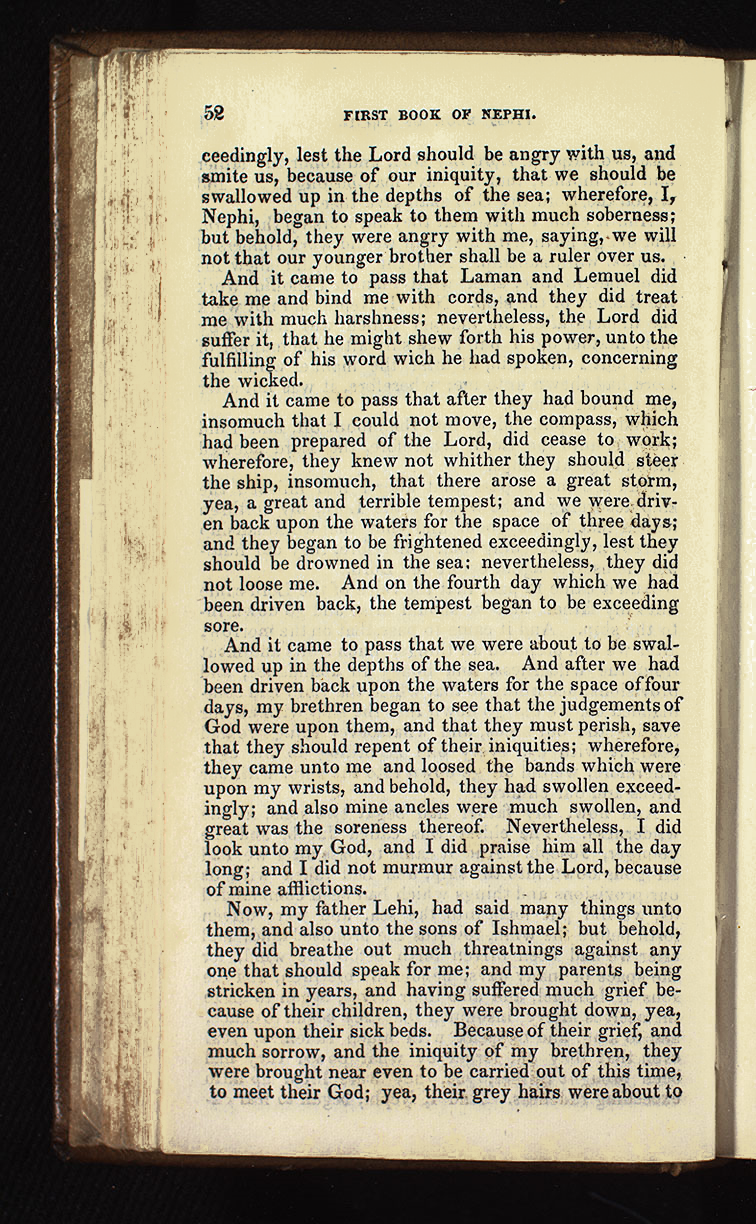 52 FIRST BOOK OF NEPHI.
ceedingly, lest the Lord should be angry with us, and
smite us, because of our iniquity, that we should be
swallowed up in the depths of the sea; wherefore, I,
Nephi, began to speak to them with much soberness;
but behold, they were angry with me, saying, we will
not that our younger brother shall be a ruler over us.
And it came to pass that Laman and Lemuel did
take me and bind me with cords, and they did treat
me with much harshness; nevertheless, the Lord did
suffer it, that he might shew forth his power, unto the
fulfilling of his word wich he had spoken, concerning
the wicked.
And it came to pass that after they had bound me,
insomuch that I could not move, the compass, which
had been prepared of the Lord, did cease to work;
wherefore, they knew not whither they should steer
the ship, insomuch, that there arose a great storm,
yea, a great and terrible tempest; and we were driv-
en back upon the waters for the space of three days;
and they began to be frightened exceedingly, lest they
should be drowned in the sea: nevertheless, they did
not loose me. And on the fourth day which we had
been driven back, the tempest began to be exceeding
sore.
And it came to pass that we were about to be swal-
lowed up in the depths of the sea. And after we had
been driven back upon the waters for the space of four
days, my brethren began to see that the judgements of
God were upon them, and that they must perish, save
that they should repent of their iniquities; wherefore,
they came unto me and loosed the bands which were
upon my wrists, and behold, they had swollen exceed-
ingly; and also mine ancles were much swollen, and
great was the soreness thereof. Nevertheless, I did
look unto my God, and I did praise him all the day
long; and I did not murmur against the Lord, because
of mine afflictions.
Now, my father Lehi, had said many things unto
them, and also unto the sons of Ishmael; but behold,
they did breathe out much threatnings against any
one that should speak for me; and my parents being
stricken in years, and having suffered much grief be-
cause of their children, they were brought down, yea,
even upon their sick beds. Because of their grief, and
much sorrow, and the iniquity of my brethren, they
were brought near even to be carried out of this time,
to meet their God; yea, their grey hairs were about to